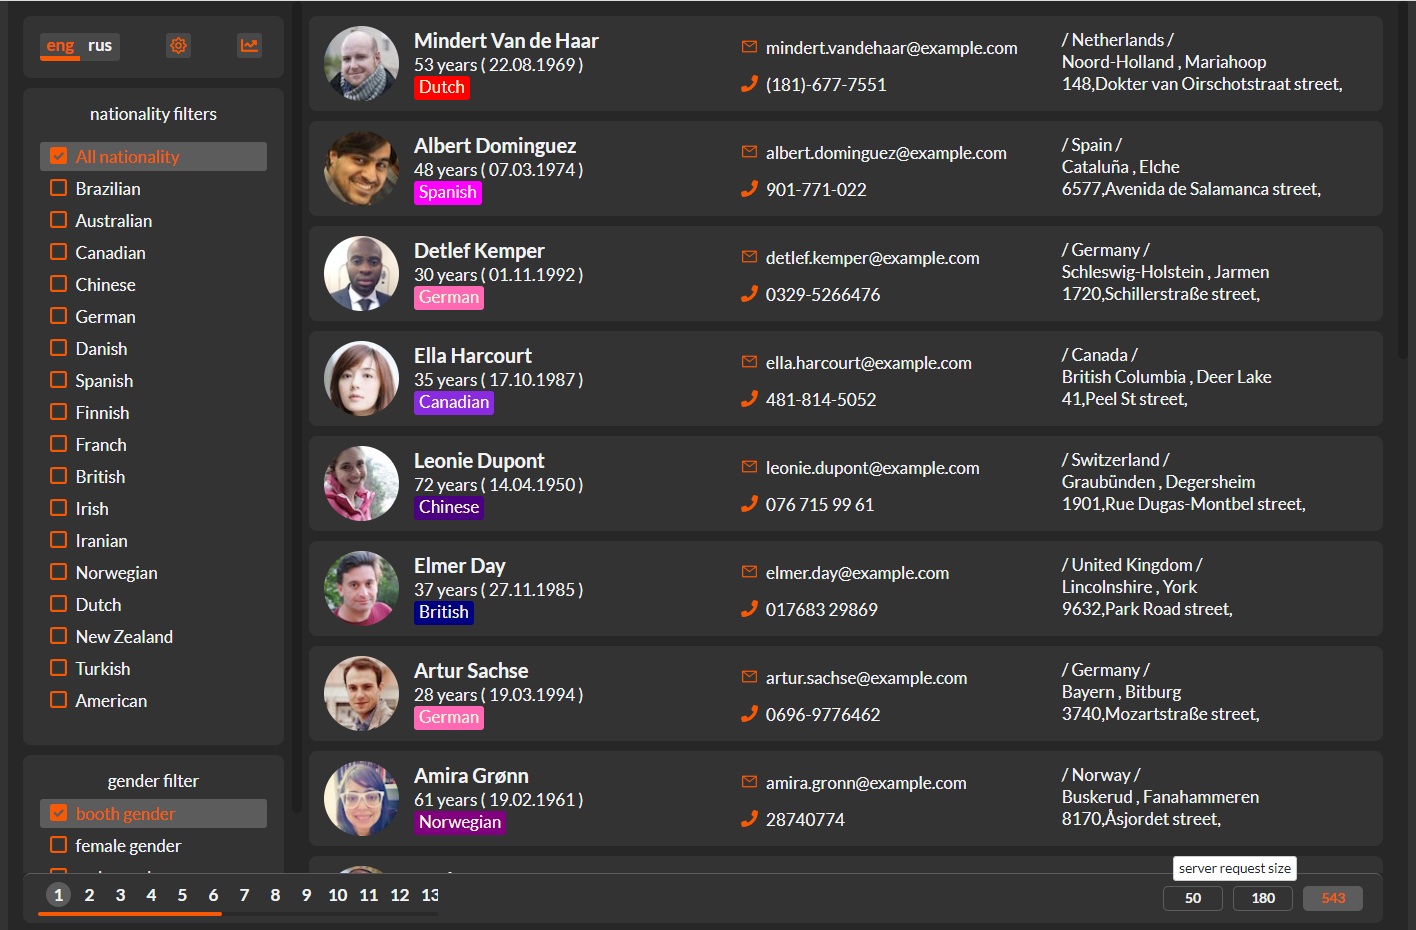 eng rus
nationality filters
All nationality
Brazilian
Australian
Canadian
Chinese
German
Danish
Spanish
Finnish
Franch
British
Irish
Iranian
Norwegian
Dutch
New Zealand
Turkish
American
gender filter
booth gender
female gender
Mindert Van de Haar
53 years ( 22.08.1969 )
Dutch
mindert.vandehaar@example.com
(181)-677-7551
/ Netherlands /
Noord-Holland , Mariahoop
148,Dokter van Oirschotstraat street,
Albert Dominguez
48 years ( 07.03.1974 )
Spanish
albert.dominguez@example.com
901-771-022
/ Spain /
Cataluña , Elche
6577,Avenida de Salamanca street,
Detlef Kemper
30 years ( 01.11.1992 )
German
detlef.kemper@example.com
0329-5266476
/ Germany /
Schleswig-Holstein , Jarmen
1720,Schillerstraße street,
Ella Harcourt
35 years ( 17.10.1987 )
Canadian
ella.harcourt@example.com
481-814-5052
/ Canada /
British Columbia , Deer Lake
41,Peel St street,
Leonie Dupont
72 years ( 14.04.1950 )
Chinese
leonie.dupont@example.com
076 715 99 61
/ Switzerland /
Graubünden , Degersheim
1901,Rue Dugas-Montbel street,
Elmer Day
37 years ( 27.11.1985 )
British
elmer.day@example.com
017683 29869
/ United Kingdom /
Lincolnshire , York
9632,Park Road street,
Artur Sachse
28 years ( 19.03.1994 )
German
artur.sachse@example.com
0696-9776462
/ Germany /
Bayern , Bitburg
3740,Mozartstraße street,
Amira Grønn
61 years ( 19.02.1961 )
Norwegian
amira.gronn@example.com
28740774
/ Norway /
Buskerud , Fanahammeren
8170,Åsjordet street,
server request size
1 2 3 4 5 6 7 8 9 10 11 12 13
50 180 543